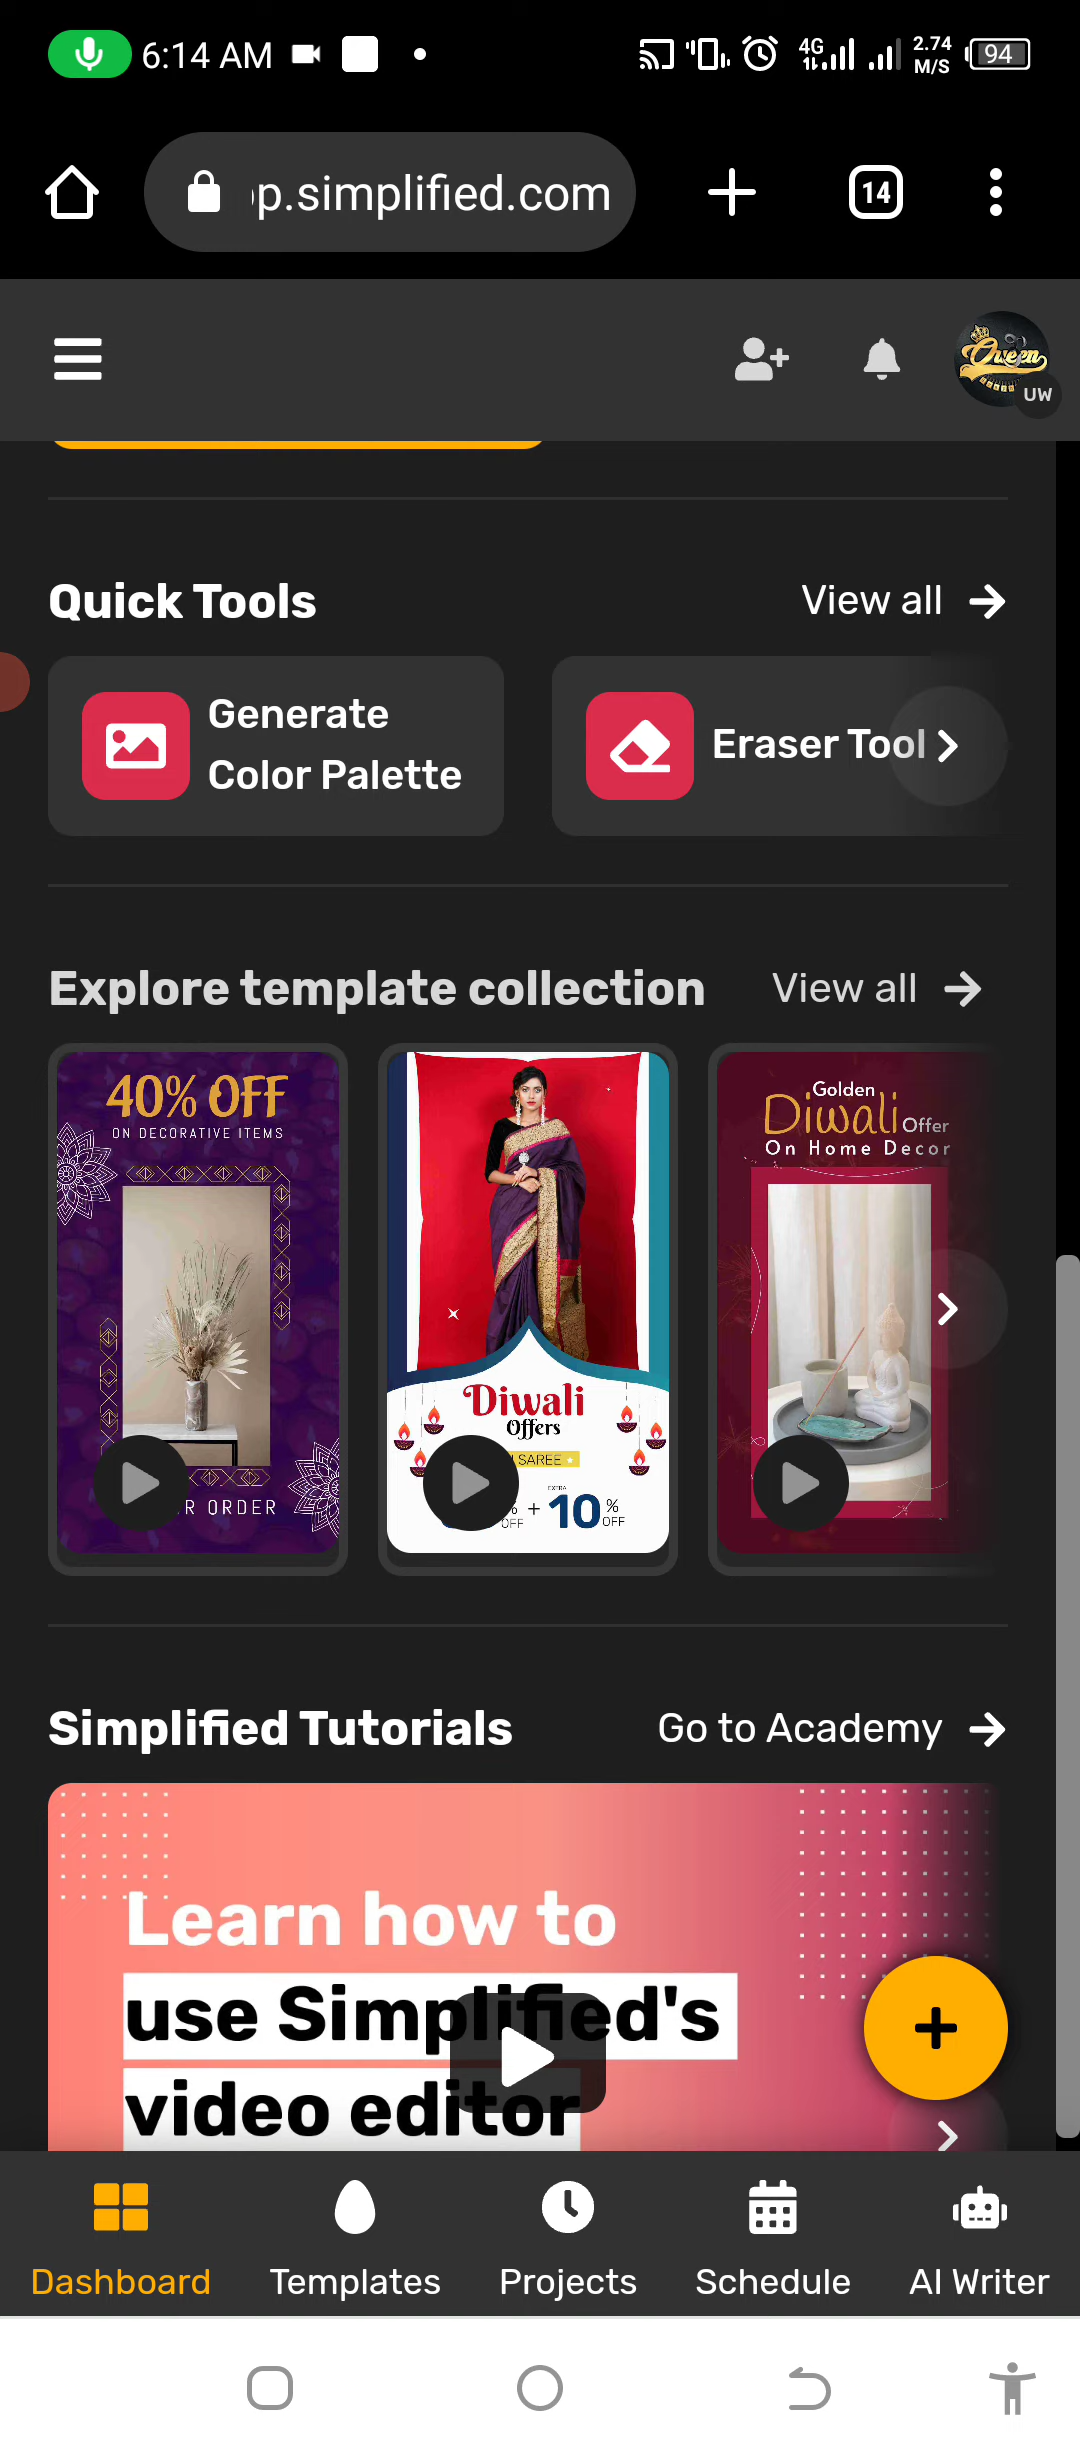 6:14 AM
4G
2.74
M/S
94
p.simplified.com
14
Queen
UW
Quick Tools
View all
Generate
Color Palette
Eraser Tool
Explore template collection
View all
40% OFF
ON DECORATIVE ITEMS
R ORDER
Diwali
Offers
SAREE
% OFF + EXTRA 10% OFF
Golden
Diwali Offer
On Home Decor
Simplified Tutorials
Go to Academy
Learn how to
use Simplified's
video editor
Dashboard
Templates
Projects
Schedule
AI Writer